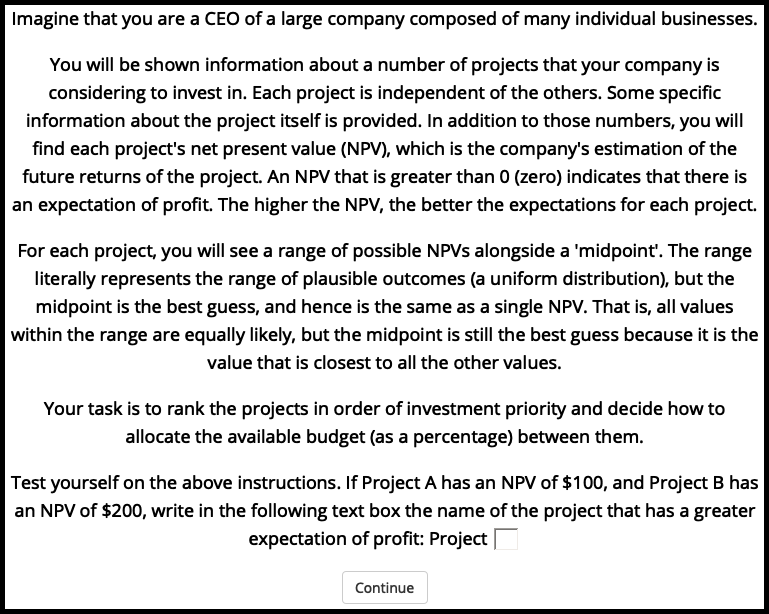 Imagine that you are a CEO of a large company composed of many individual businesses.
You will be shown information about a number of projects that your company is
considering to invest in. Each project is independent of the others. Some specific
information about the project itself is provided. In addition to those numbers, you will
find each project's net present value (NPV), which is the company's estimation of the
future returns of the project. An NPV that is greater than 0 (zero) indicates that there is
an expectation of profit. The higher the NPV, the better the expectations for each project.
For each project, you will see a range of possible NPVs alongside a 'midpoint'. The range
literally represents the range of plausible outcomes (a uniform distribution), but the
midpoint is the best guess, and hence is the same as a single NPV. That is, all values
within the range are equally likely, but the midpoint is still the best guess because it is the
value that is closest to all the other values.
Your task is to rank the projects in order of investment priority and decide how to
allocate the available budget (as a percentage) between them.
Test yourself on the above instructions. If Project A has an NPV of $100, and Project B has
an NPV of $200, write in the following text box the name of the project that has a greater
expectation of profit: Project
Continue